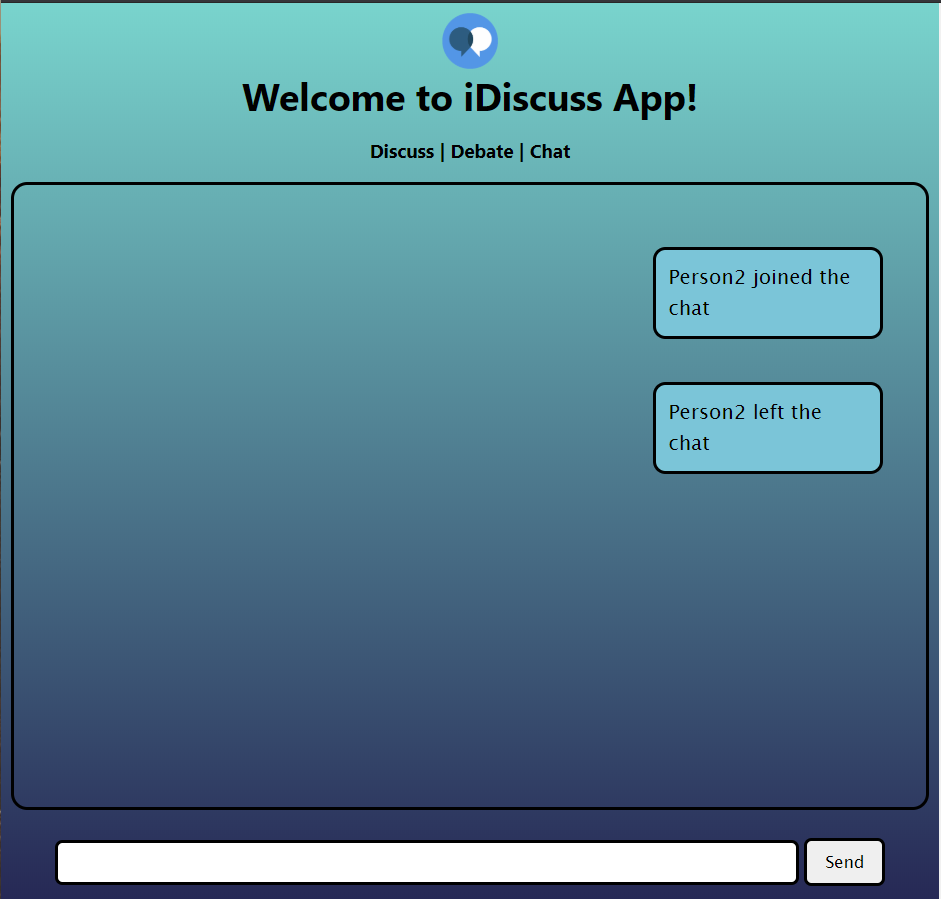 Welcome to iDiscuss App!
Discuss | Debate | Chat
Person2 joined the
chat
Person2 left the
chat
Send